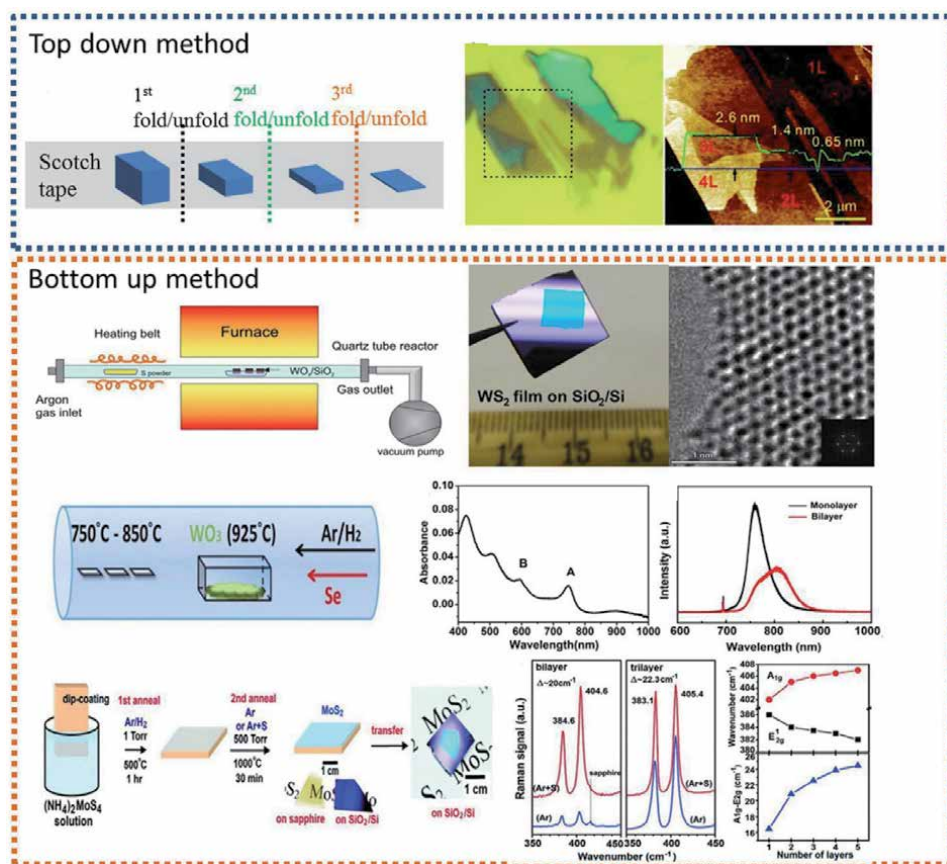 Top down method
1st
fold/unfold
2nd
fold/unfold
3rd
fold/unfold
Scotch
tape
1L
2.6 nm
1.4 nm
0.65 nm
4L
2L
2 μm
Bottom up method
Heating belt
Furnace
Quartz tube reactor
S powder
WOx/SiO2
Argon
gas inlet
Gas outlet
vacuum pump
WS2 film on SiO2/Si
14 15 16
1 nm
750°C - 850°C
WO3 (925°C)
Ar/H2
Se
Absorbance
0.10
0.08
0.06
0.04
0.02
0.00
B
A
400 500 600 700 800 900 1000
Wavelength(nm)
Intensity (a.u.)
Monolayer
Bilayer
600 700 800 900 1000
Wavelength (nm)
dip-coating
(NH4)2MoS4
solution
1st anneal
Ar/H2
1 Torr
500°C
1 hr
2nd anneal
Ar
or Ar+S
500 Torr
1000°C
30 min
MoS2
1 cm
S2 MoS
on sapphire
on SiO2/Si
transfer
MoS2
1 cm
on SiO2/Si
Raman signal (a.u.)
bilayer
Δ~20cm-1
404.6
384.6
sapphire
(Ar+S)
(Ar)
350 400 450
trilayer
Δ~22.3cm-1
383.1
405.4
(Ar+S)
(Ar)
350 400 450
Wavenumber (cm-1)
Wavenumber (cm-1)
408
406
404
402
386
384
382
380
A1g
E12g
A1g-E2g (cm-1)
26
24
22
20
18
16
1 2 3 4 5
Number of layers